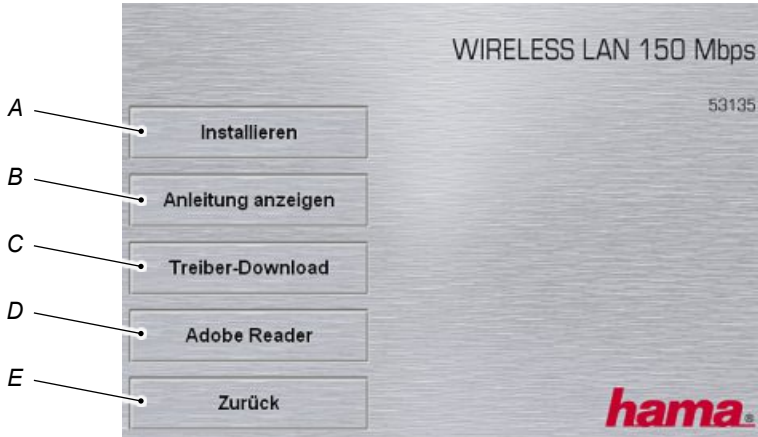 WIRELESS LAN 150 Mbps
53135
A
Installieren
B
Anleitung anzeigen
C
Treiber-Download
D
Adobe Reader
E
Zurück
hama®